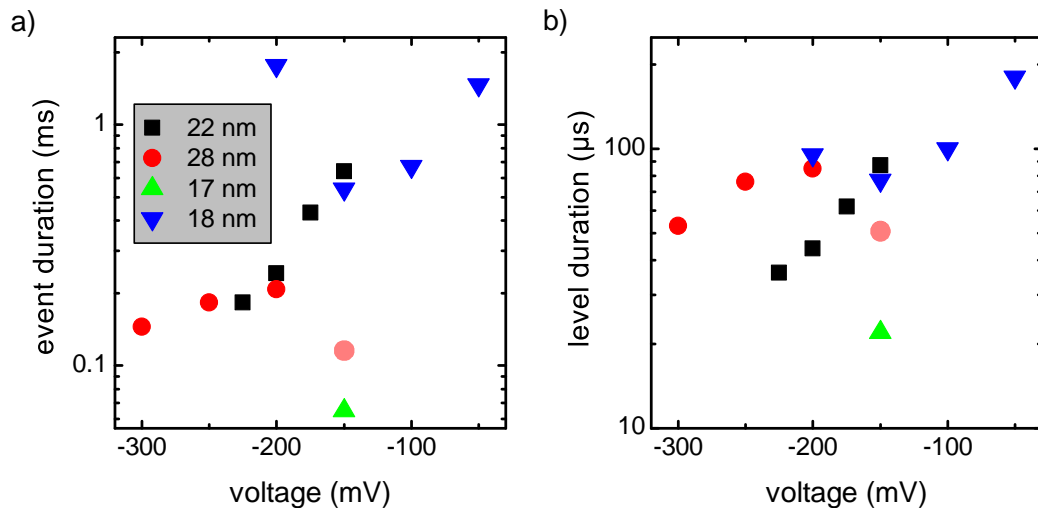 a)
event duration (ms)
1
0.1
22 nm
28 nm
17 nm
18 nm
-300
-200
-100
voltage (mV)
b)
level duration (µs)
100
10
-300
-200
-100
voltage (mV)